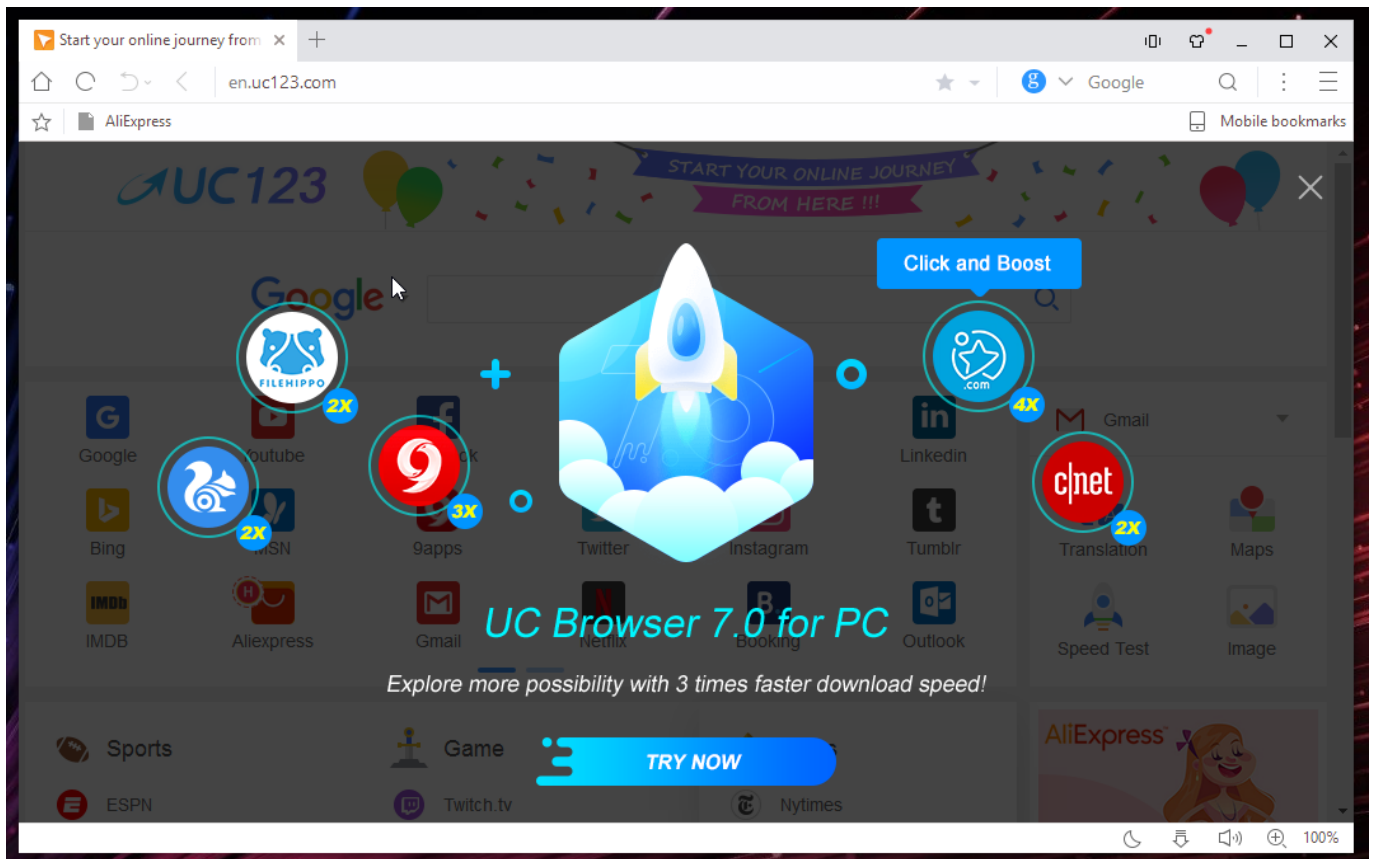 Start your online journey from
en.uc123.com
Google
AliExpress
Mobile bookmarks
UC123
START YOUR ONLINE JOURNEY
FROM HERE !!!
Click and Boost
Google
FILEHIPPO
2X
.com
4X
Gmail
Google
Youtube
Linkedin
2X
9
3X
c|net
2X
Bing
MSN
9apps
Twitter
Instagram
Tumblr
Translation
Maps
IMDb
H
B.
IMDB
Aliexpress
Gmail
Netflix
Booking
Outlook
Speed Test
Image
UC Browser 7.0 for PC
Explore more possibility with 3 times faster download speed!
Sports
Game
AliExpress
TRY NOW
ESPN
Twitch.tv
Nytimes
100%